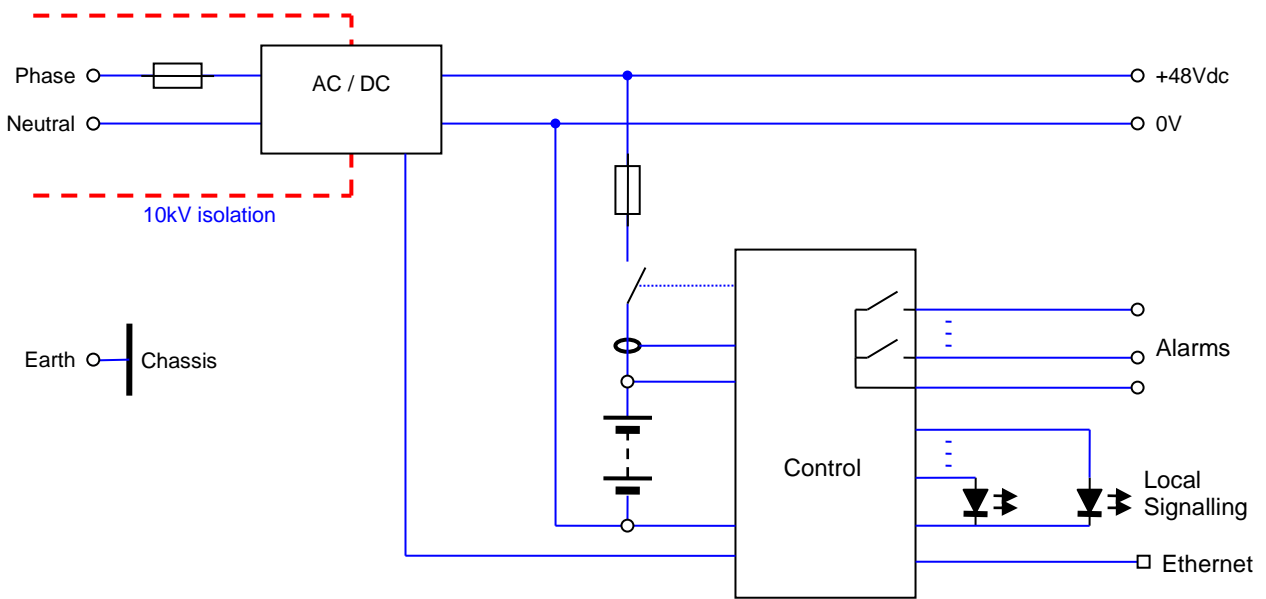 Phase
AC / DC
+48Vdc
Neutral
0V
10kV isolation
Earth
Chassis
Alarms
Control
Local
Signalling
Ethernet